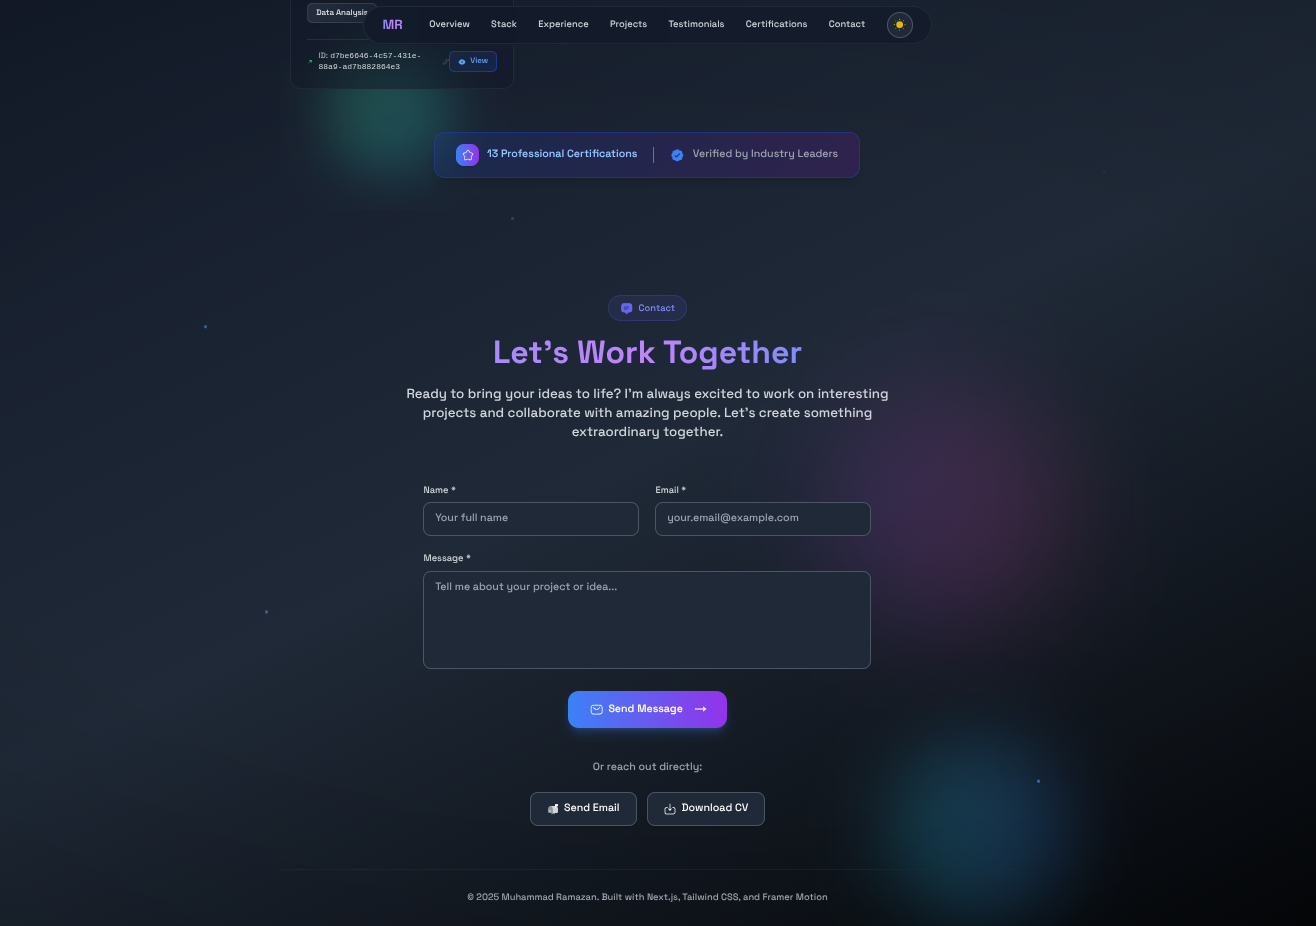 Data Analysis
MR
Overview
Stack
Experience
Projects
Testimonials
Certifications
Contact
ID: d7be6646-4c57-431e-
88a9-ad7b882864e3
View
13 Professional Certifications
Verified by Industry Leaders
Contact
Let's Work Together
Ready to bring your ideas to life? I'm always excited to work on interesting
projects and collaborate with amazing people. Let's create something
extraordinary together.
Name *
Email *
Your full name
your.email@example.com
Message *
Tell me about your project or idea...
Send Message →
Or reach out directly:
Send Email
Download CV
© 2025 Muhammad Ramazan. Built with Next.js, Tailwind CSS, and Framer Motion